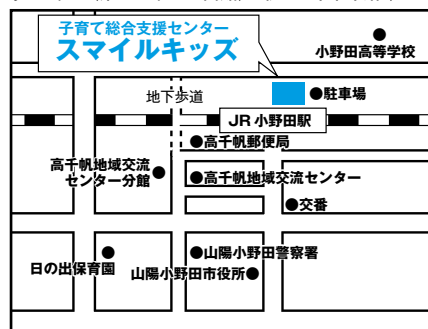 子育て総合支援センター
スマイルキッズ
小野田高等学校
地下歩道
●駐車場
JR 小野田駅
●高千帆郵便局
高千帆地域交流
センター分館
●高千帆地域交流センター
●交番
日の出保育園
●山陽小野田警察署
山陽小野田市役所●